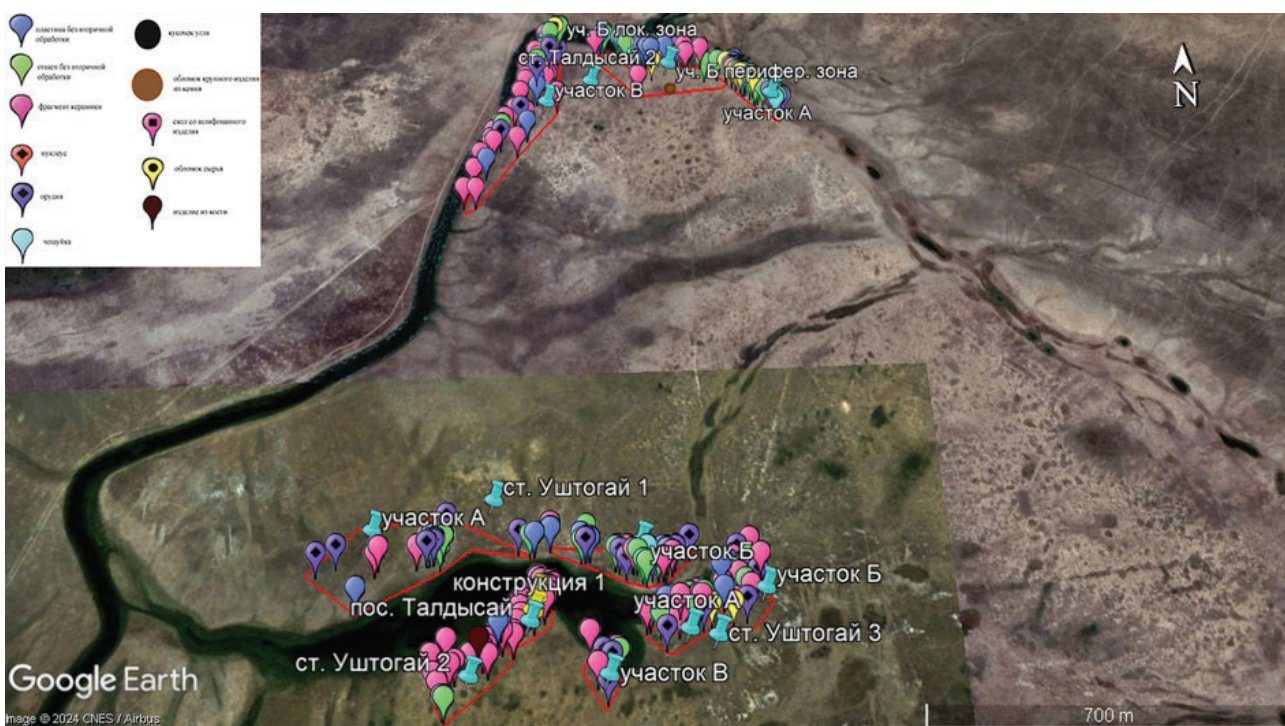 пластина без вторичной
обработки
отщеп без вторичной
обработки
фрагмент керамики
нуклеус
орудия
чешуйка
кусочек угля
обломок крупного изделия
из камня
скол со шлифованного
изделия
обломок сырья
изделие из кости
уч. Б лок. зона
ст. Талдысай 2
уч. Б перифер. зона
участок В
участок А
N
ст. Уштогай 1
участок А
участок Б
участок Б
конструкция 1
пос. Талдысай
участок А
ст. Уштогай 3
ст. Уштогай 2
участок В
Google Earth
Image © 2024 CNES / Airbus
700 m